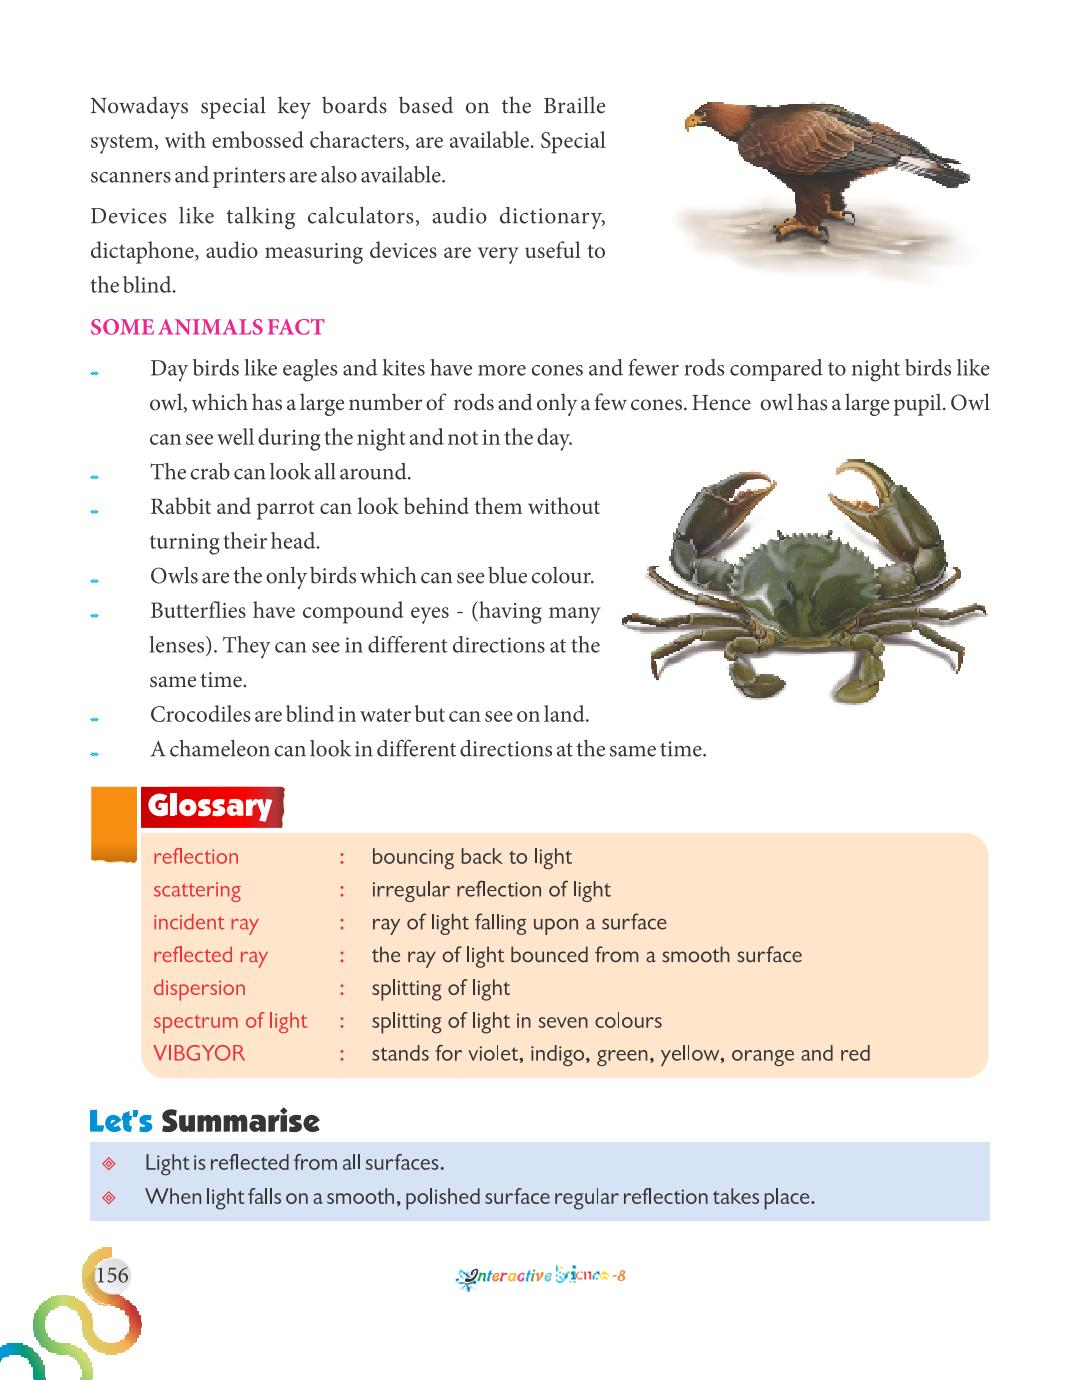 Nowadays special key boards based on the Braille
system, with embossed characters, are available. Special
scanners and printers are also available.
Devices like talking calculators, audio dictionary,
dictaphone, audio measuring devices are very useful to
the blind.
SOME ANIMALS FACT
Day birds like eagles and kites have more cones and fewer rods compared to night birds like
owl, which has a large number of rods and only a few cones. Hence owl has a large pupil. Owl
can see well during the night and not in the day.
The crab can look all around.
Rabbit and parrot can look behind them without
turning their head.
Owls are the only birds which can see blue colour.
Butterflies have compound eyes - (having many
lenses). They can see in different directions at the
same time.
Crocodiles are blind in water but can see on land.
A chameleon can look in different directions at the same time.
Glossary
reflection : bouncing back to light
scattering : irregular reflection of light
incident ray : ray of light falling upon a surface
reflected ray : the ray of light bounced from a smooth surface
dispersion : splitting of light
spectrum of light : splitting of light in seven colours
VIBGYOR : stands for violet, indigo, green, yellow, orange and red
Let's Summarise
Light is reflected from all surfaces.
When light falls on a smooth, polished surface regular reflection takes place.
156
Interactive Science -8